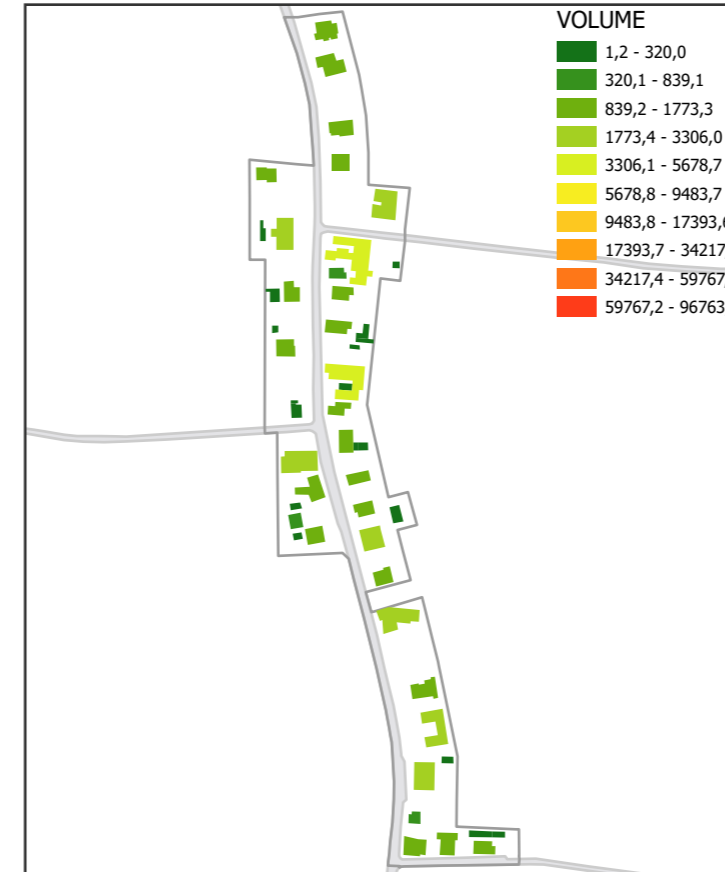 VOLUME
1,2 - 320,0
320,1 - 839,1
839,2 - 1773,3
1773,4 - 3306,0
3306,1 - 5678,7
5678,8 - 9483,7
9483,8 - 17393,6
17393,7 - 34217
34217,4 - 59767,
59767,2 - 96763